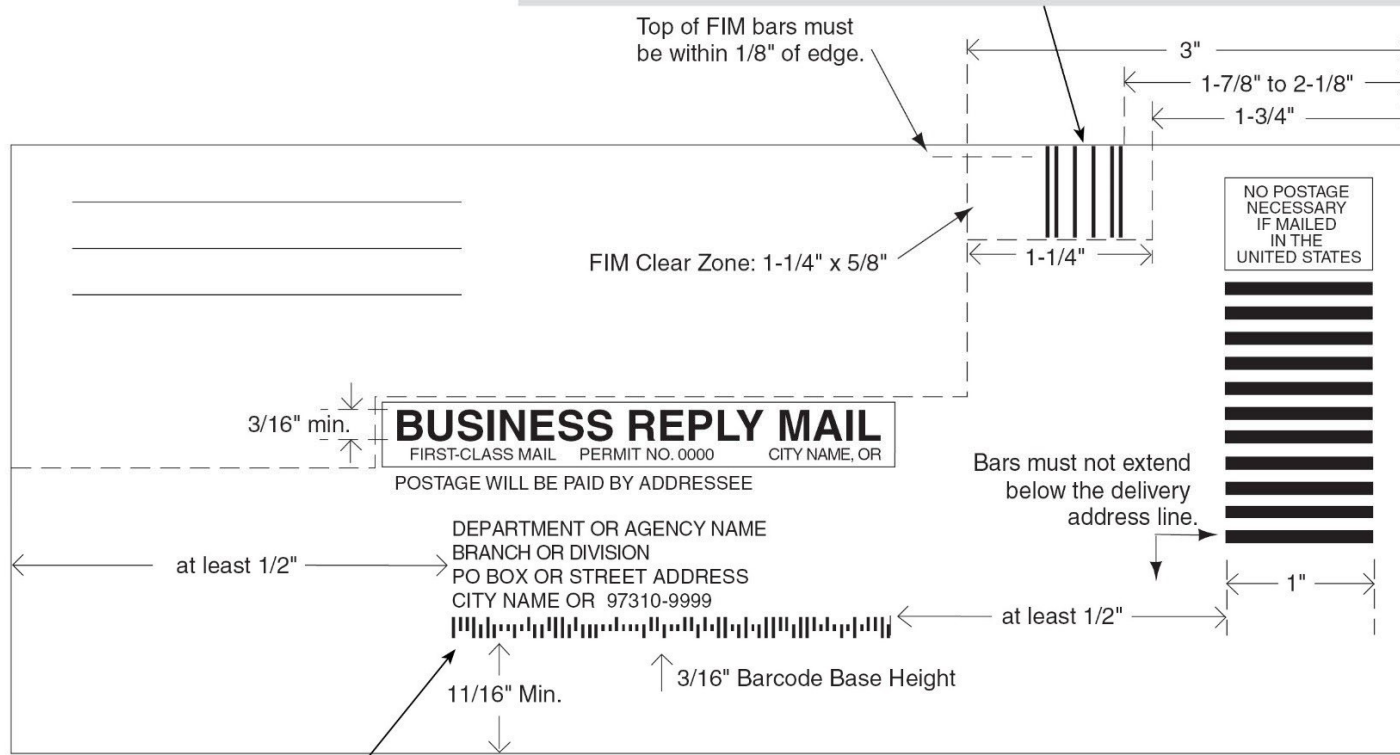 Top of FIM bars must
be within 1/8" of edge.
3"
1-7/8" to 2-1/8"
1-3/4"
NO POSTAGE
NECESSARY
IF MAILED
IN THE
UNITED STATES
FIM Clear Zone: 1-1/4" x 5/8"
1-1/4"
3/16" min.
BUSINESS REPLY MAIL
FIRST-CLASS MAIL PERMIT NO. 0000 CITY NAME, OR
POSTAGE WILL BE PAID BY ADDRESSEE
Bars must not extend
below the delivery
address line.
DEPARTMENT OR AGENCY NAME
BRANCH OR DIVISION
PO BOX OR STREET ADDRESS
CITY NAME OR 97310-9999
at least 1/2"
1"
at least 1/2"
11/16" Min.
3/16" Barcode Base Height